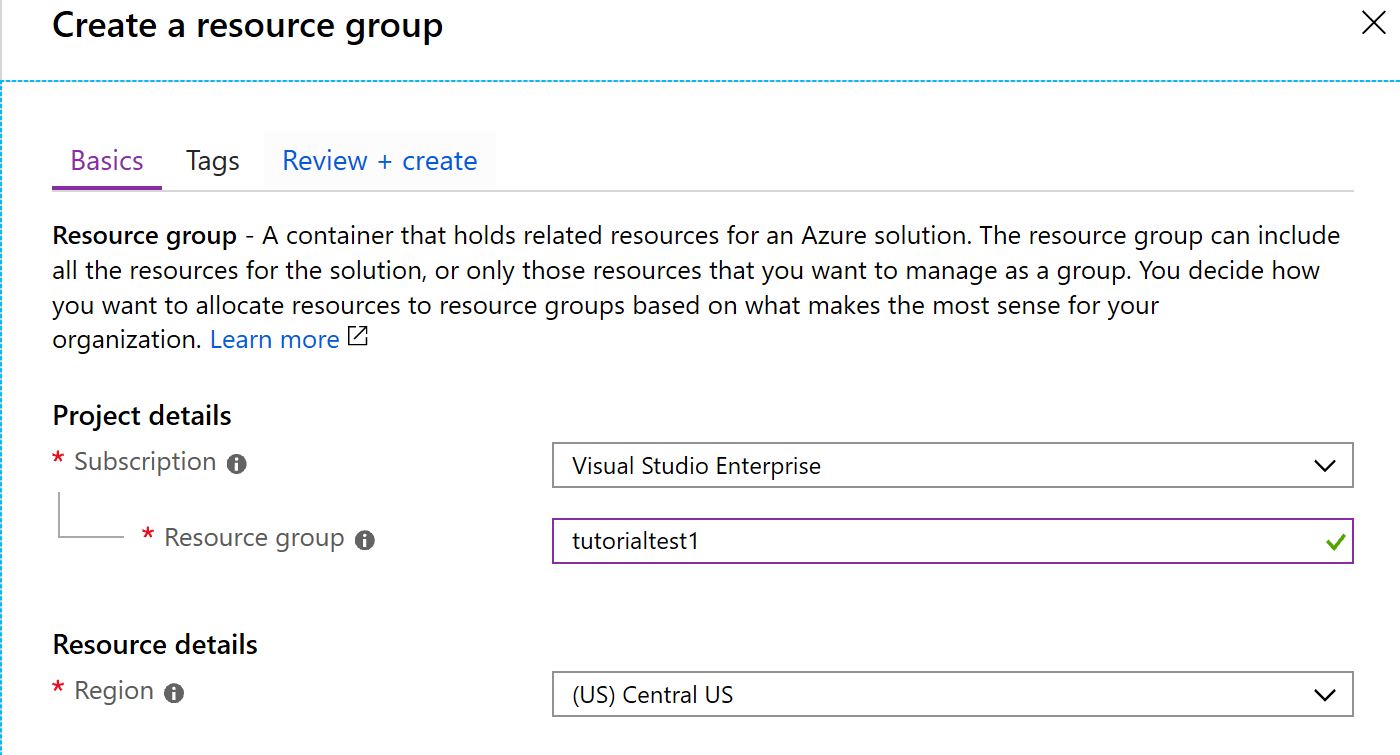 Create a resource group
Basics Tags Review + create
Resource group - A container that holds related resources for an Azure solution. The resource group can include
all the resources for the solution, or only those resources that you want to manage as a group. You decide how
you want to allocate resources to resource groups based on what makes the most sense for your
organization. Learn more
Project details
* Subscription Visual Studio Enterprise
* Resource group tutorialtest1
Resource details
* Region (US) Central US